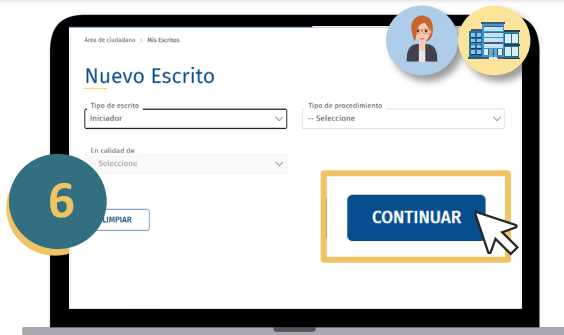 Área de ciudadano > Mis Escritos
Nuevo Escrito
Tipo de escrito
Iniciador
Tipo de procedimiento
-- Seleccione
En calidad de
-- Seleccione
6
LIMPIAR
CONTINUAR